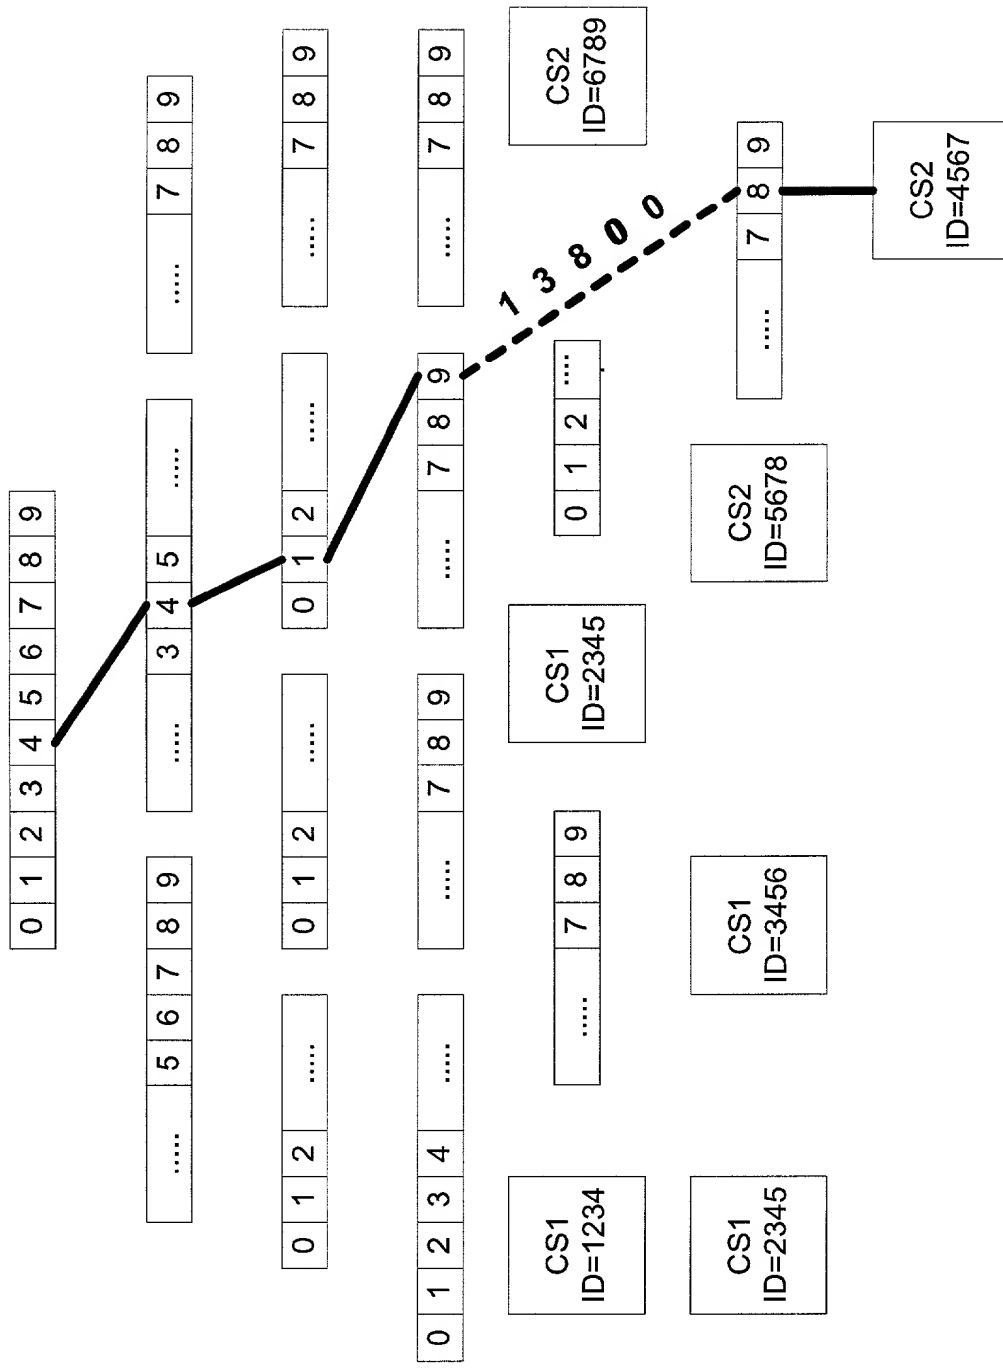 0 1 2 3 4 5 6 7 8 9
..... 5 6 7 8 9
..... 3 4 5 .....
..... 7 8 9
0 1 2 .....
0 1 2 .....
0 1 2 .....
..... 7 8 9
0 1 2 3 4 .....
..... 7 8 9
..... 7 8 9
..... 7 8 9
CS1
ID=1234
..... 7 8 9
CS1
ID=2345
0 1 2 ....
1 3 8 0 0
CS2
ID=6789
CS1
ID=2345
CS1
ID=3456
CS2
ID=5678
..... 7 8 9
CS2
ID=4567